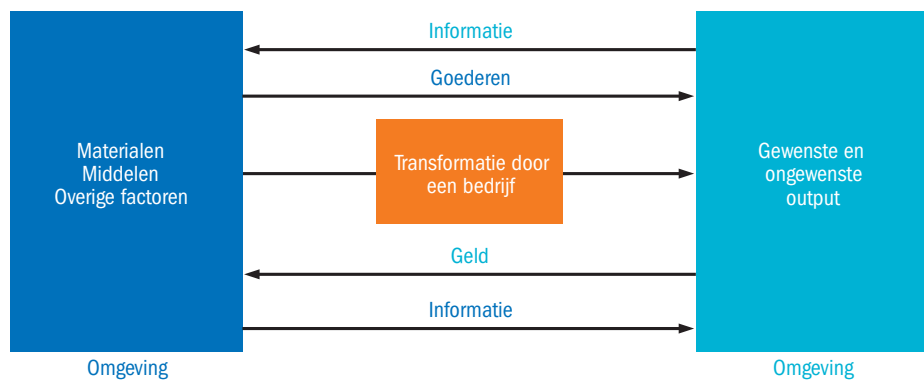 Informatie
Goederen
Materialen
Middelen
Overige factoren
Transformatie door
een bedrijf
Gewenste en
ongewenste
output
Geld
Informatie
Omgeving
Omgeving